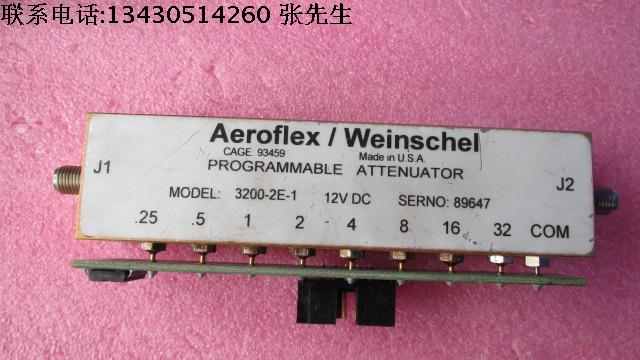 联系电话:13430514260 张先生
Aeroflex / Weinschel
CAGE: 93459 Made in U.S.A.
PROGRAMMABLE ATTENUATOR
J1 J2
MODEL: 3200-2E-1 12V DC SERNO: 89647
.25 .5 1 2 4 8 16 32 COM